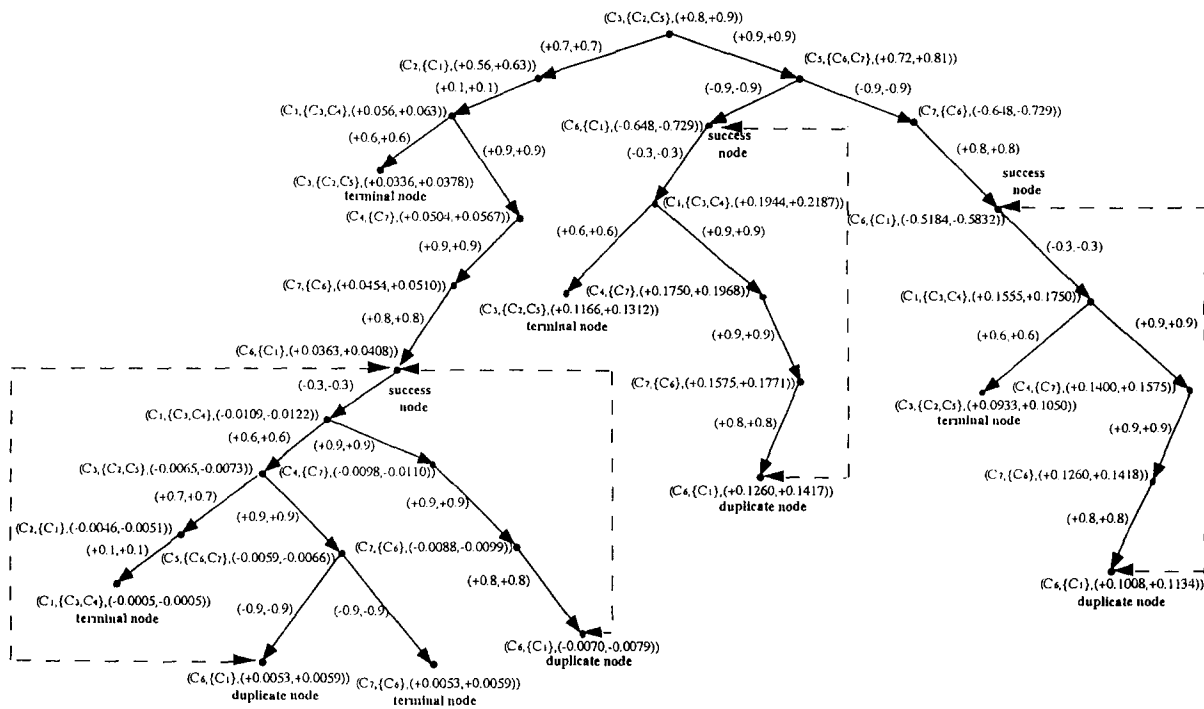 (C3,{C2,C5},(+0.8,+0.9))
(+0.7,+0.7)
(+0.9,+0.9)
(C2,{C1},(+0.56,+0.63))
(C5,{C6,C7},(+0.72,+0.81))
(+0.1,+0.1)
(-0.9,-0.9)
(-0.9,-0.9)
(C1,{C3,C4},(+0.056,+0.063))
(C6,{C1},(-0.648,-0.729))
success
node
(C7,{C6},(-0.648,-0.729))
(+0.6,+0.6)
(+0.9,+0.9)
(-0.3,-0.3)
(+0.8,+0.8)
success
node
(C3,{C2,C5},(+0.0336,+0.0378))
terminal node
(C1,{C3,C4},(+0.1944,+0.2187))
(C4,{C7},(+0.0504,+0.0567))
(C6,{C1},(-0.5184,-0.5832))
(+0.6,+0.6)
(+0.9,+0.9)
(+0.9,+0.9)
(-0.3,-0.3)
(C7,{C6},(+0.0454,+0.0510))
(C4,{C7},(+0.1750,+0.1968))
(C3,{C2,C5},(+0.1166,+0.1312))
terminal node
(C1,{C3,C4},(+0.1555,+0.1750))
(+0.8,+0.8)
(+0.9,+0.9)
(+0.6,+0.6)
(+0.9,+0.9)
(C6,{C1},(+0.0363,+0.0408))
success
node
(-0.3,-0.3)
(C7,{C6},(+0.1575,+0.1771))
(C4,{C7},(+0.1400,+0.1575))
(C3,{C2,C5},(+0.0933,+0.1050))
terminal node
(C1,{C3,C4},(-0.0109,-0.0122))
(+0.8,+0.8)
(+0.9,+0.9)
(+0.6,+0.6)
(+0.9,+0.9)
(C3,{C2,C5},(-0.0065,-0.0073))
(C4,{C7},(-0.0098,-0.0110))
(C6,{C1},(+0.1260,+0.1417))
duplicate node
(C7,{C6},(+0.1260,+0.1418))
(+0.7,+0.7)
(+0.9,+0.9)
(+0.9,+0.9)
(+0.8,+0.8)
(C2,{C1},(-0.0046,-0.0051))
(+0.1,+0.1)
(C5,{C6,C7},(-0.0059,-0.0066))
(C7,{C6},(-0.0088,-0.0099))
(+0.8,+0.8)
(C6,{C1},(+0.1008,+0.1134))
duplicate node
(C1,{C3,C4},(-0.0005,-0.0005))
terminal node
(-0.9,-0.9)
(-0.9,-0.9)
(C6,{C1},(-0.0070,-0.0079))
duplicate node
(C6,{C1},(+0.0053,+0.0059))
duplicate node
(C7,{C6},(+0.0053,+0.0059))
terminal node